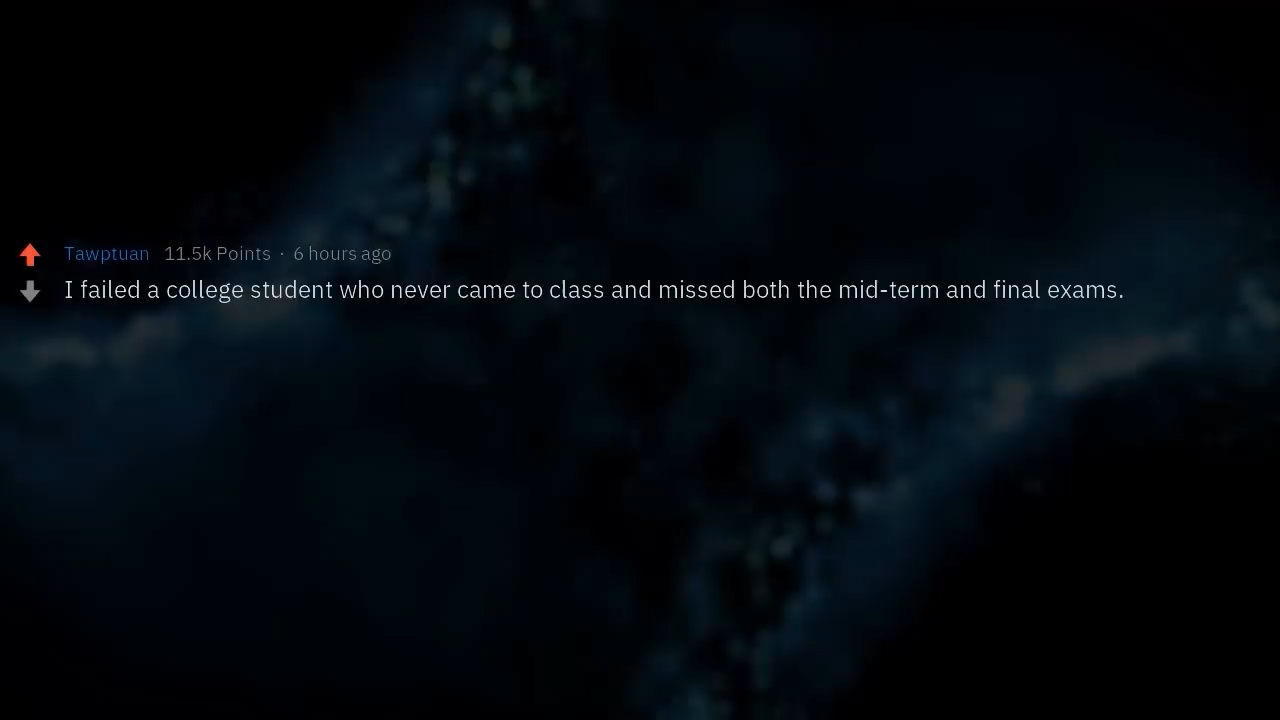 Tawptuan 11.5k Points · 6 hours ago
I failed a college student who never came to class and missed both the mid-term and final exams.